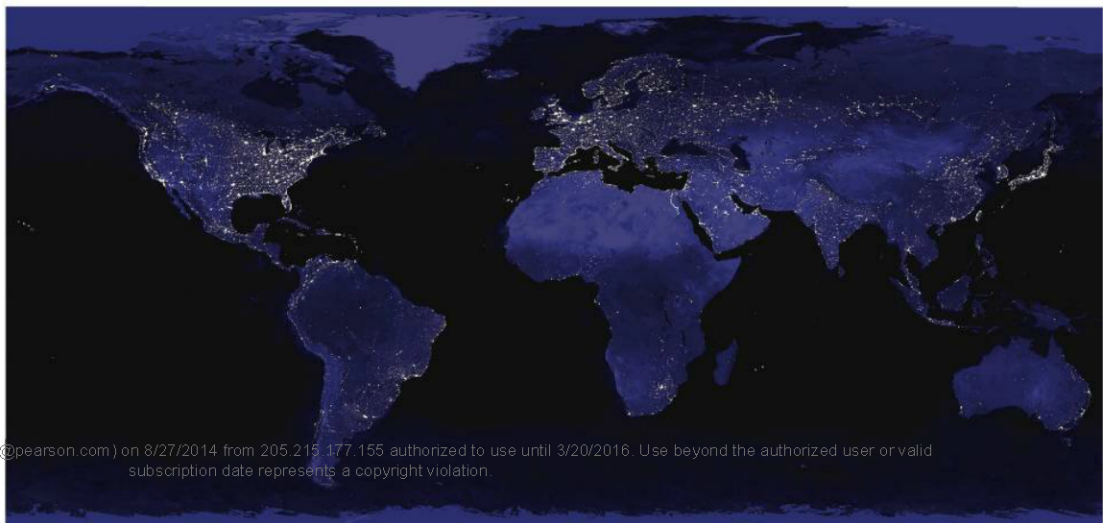 @pearson.com) on 8/27/2014 from 205.215.177.155 authorized to use until 3/20/2016. Use beyond the authorized user or valid
subscription date represents a copyright violation.